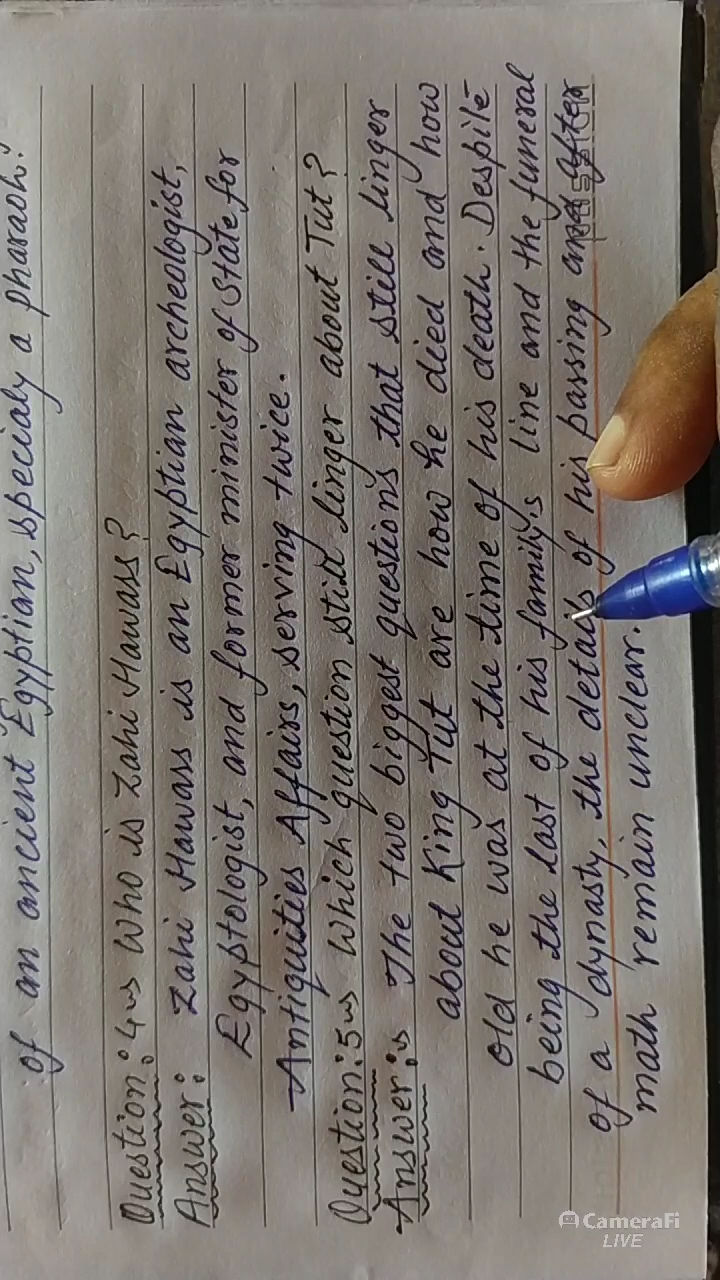 of an ancient Egyptian, specialy a pharaoh.
Question:4 Who is Zahi Hawass?
Answer: Zahi Hawass is an Egyptian archeologist,
Egyptologist, and former minister of State for
Antiquities Affairs, serving twice.
Question:5 Which question still linger about Tut?
Answer: The two biggest questions that still linger
about King Tut are how he died and how
old he was at the time of his death. Despite
being the last of his family's line and the funeral
of a dynasty, the details of his passing and after
math remain unclear.
CameraFi
LIVE